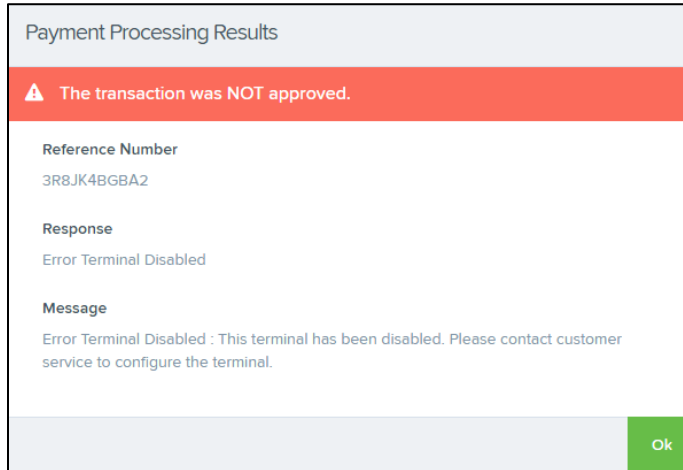 Payment Processing Results
The transaction was NOT approved.
Reference Number
3R8JK4BGBA2
Response
Error Terminal Disabled
Message
Error Terminal Disabled : This terminal has been disabled. Please contact customer
service to configure the terminal.
Ok